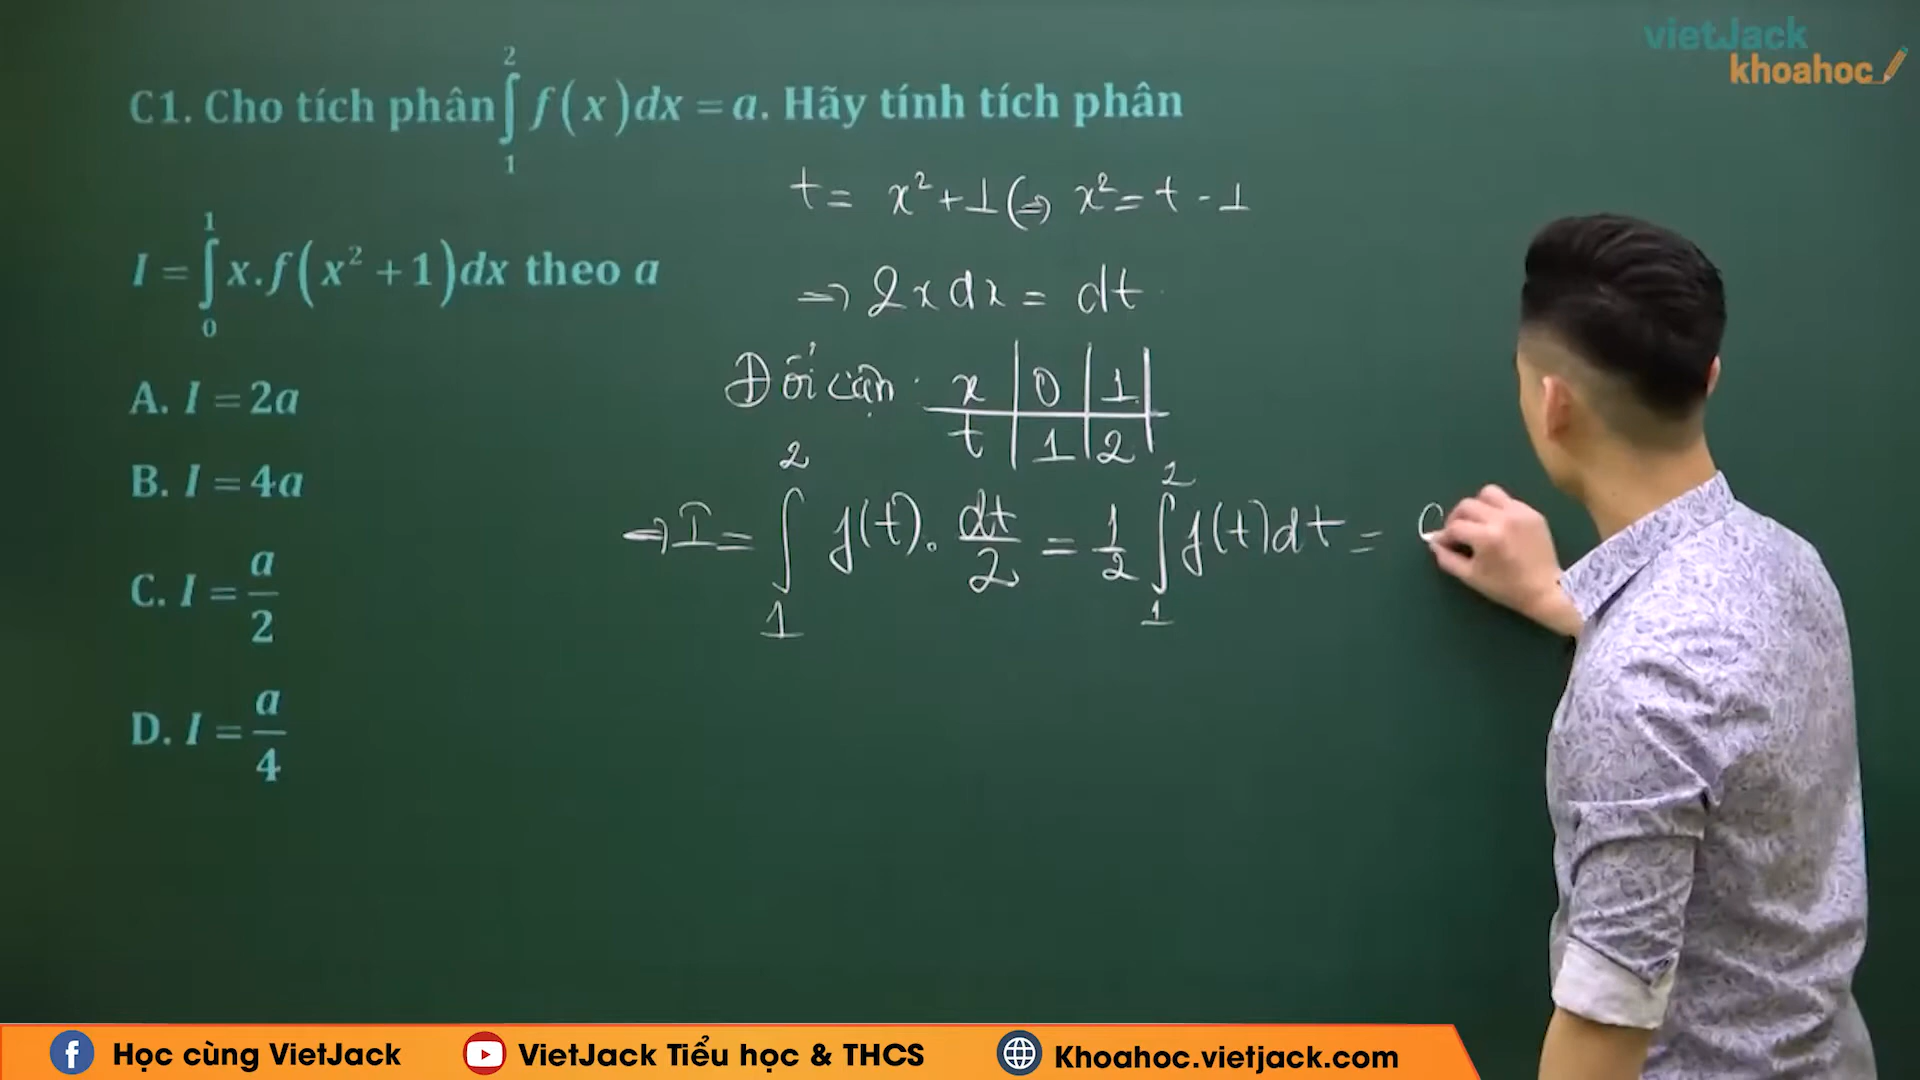 vietJack
khoahoc
C1. Cho tích phân ∫₁² f(x)dx = a. Hãy tính tích phân
I = ∫₀¹ x.f(x² + 1)dx theo a
A. I = 2a
B. I = 4a
C. I = a/2
D. I = a/4
t = x² + 1 (⇒ x² = t - 1
⇒ 2x dx = dt
Đổi cận: x | 0 | 1 |
t | 1 | 2 |
⇒ I = ∫₁² f(t). dt/2 = 1/2 ∫₁² f(t)dt =
Học cùng VietJack
VietJack Tiểu học & THCS
Khoahoc.vietjack.com